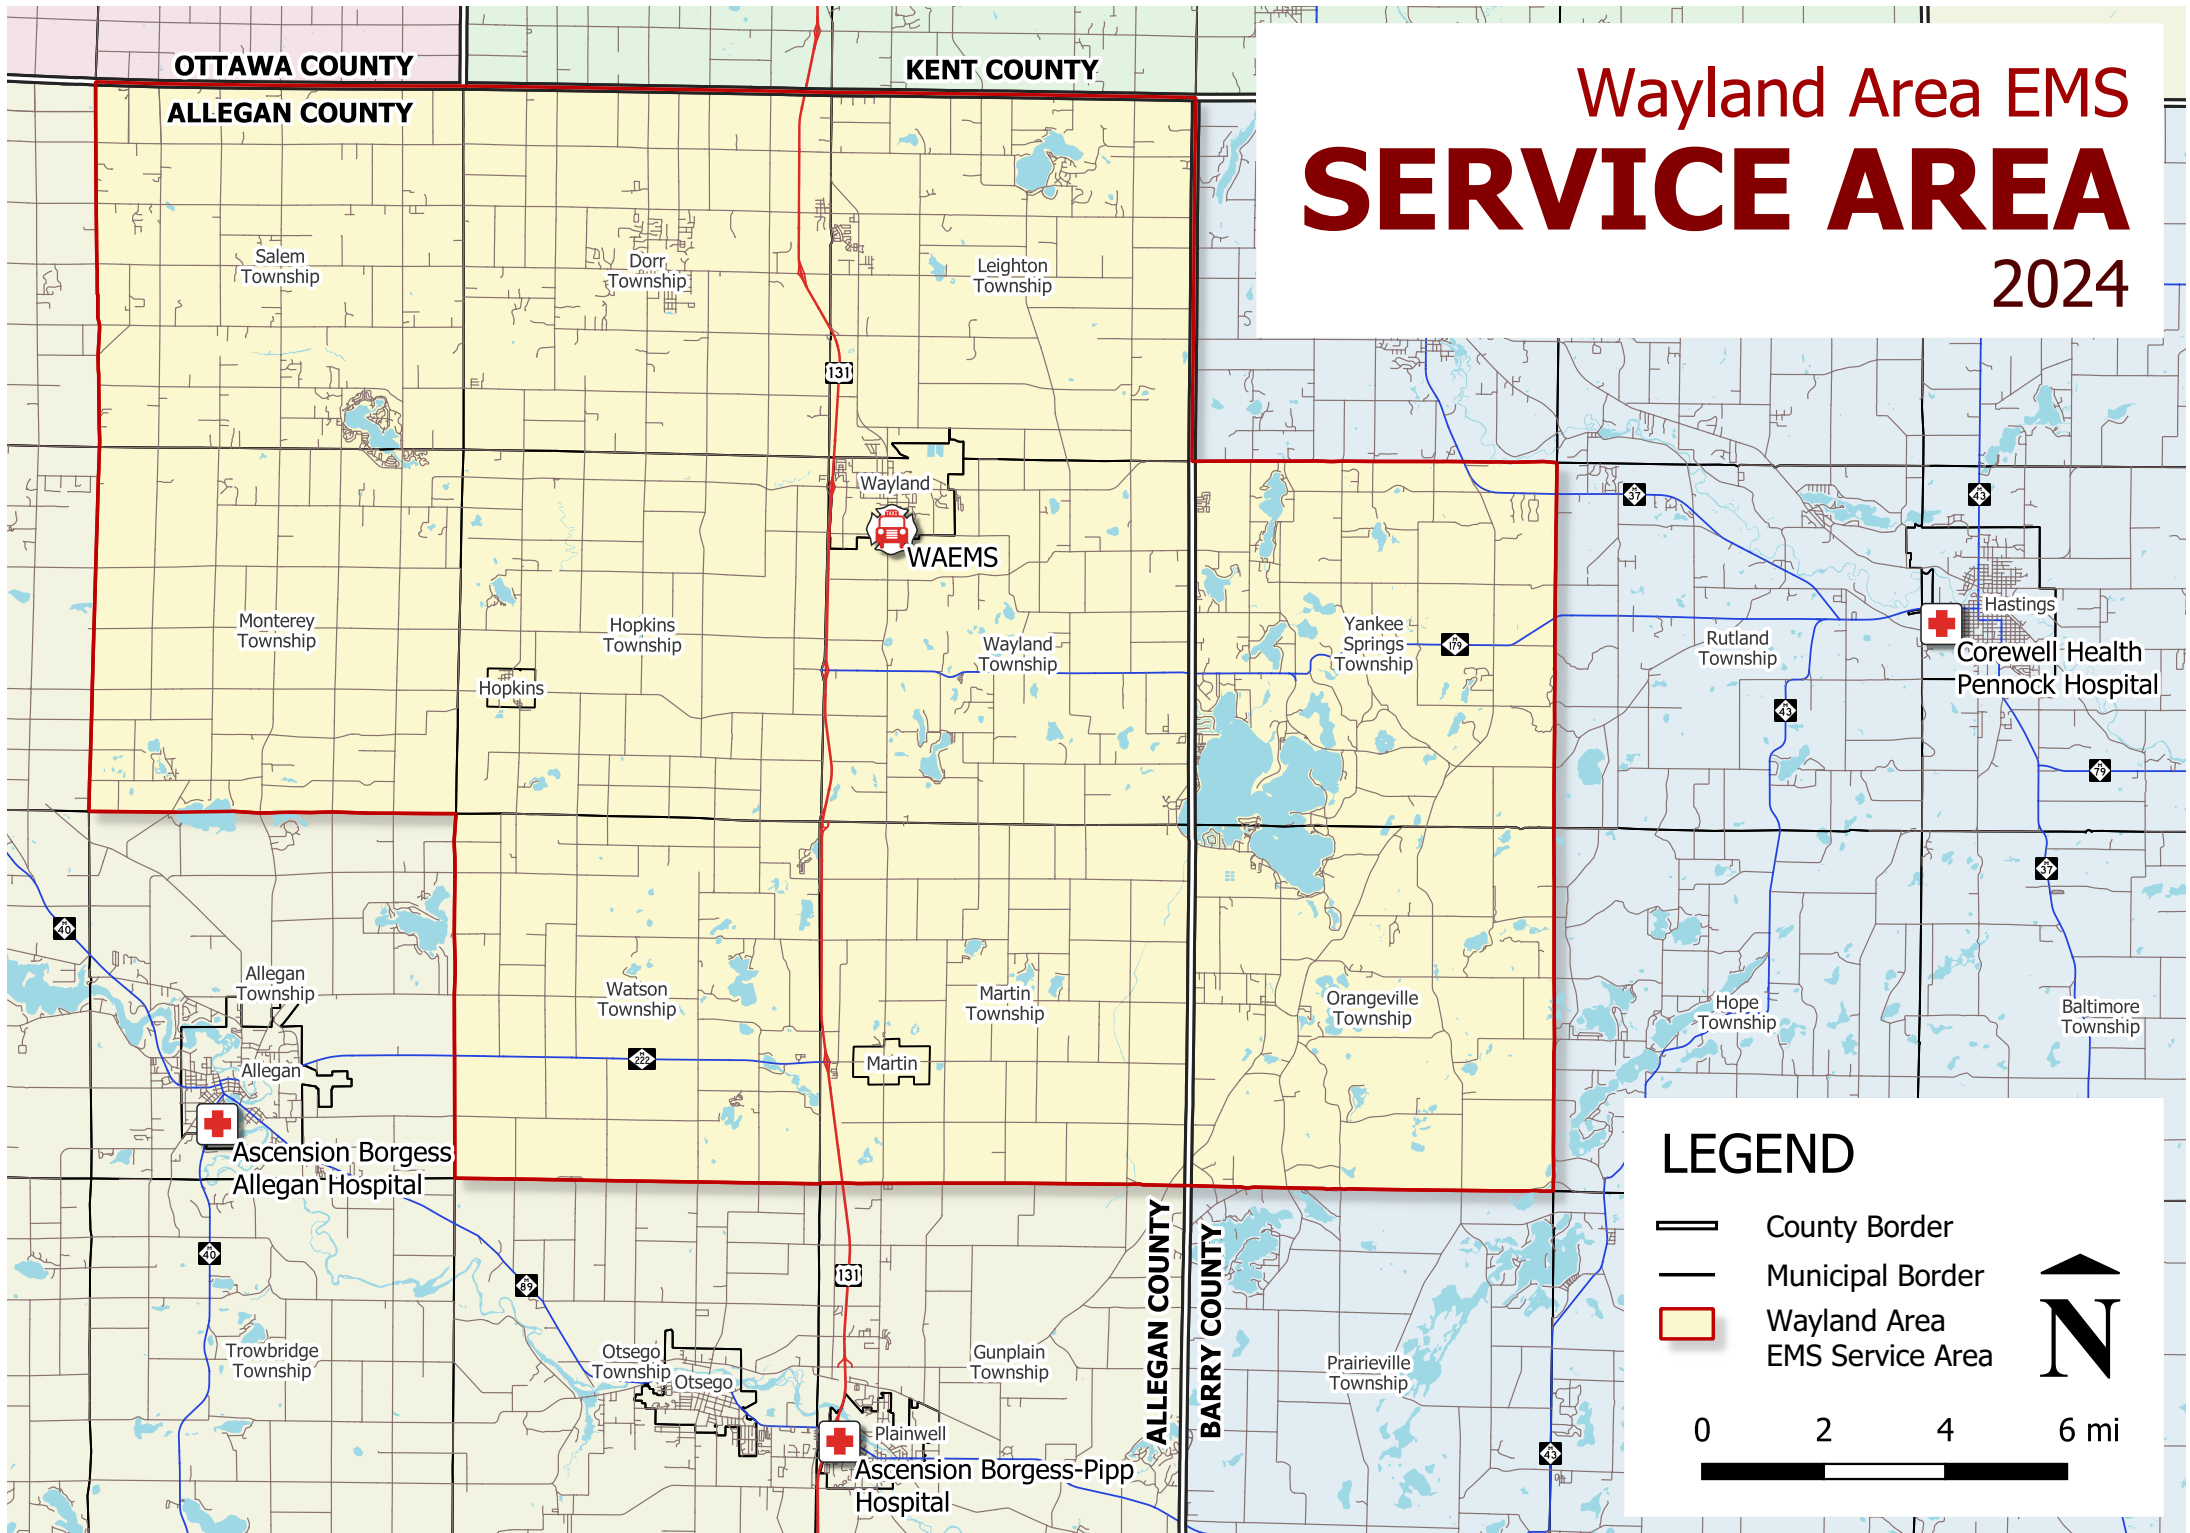 OTTAWA COUNTY
KENT COUNTY
ALLEGAN COUNTY
Wayland Area EMS
SERVICE AREA
2024
Salem
Township
Dorr
Township
Leighton
Township
131
Wayland
WAEMS
M
37
M
43
Monterey
Township
Hopkins
Township
Wayland
Township
Yankee
Springs
Township
M
179
Rutland
Township
Hastings
Corewell Health
Pennock Hospital
Hopkins
M
43
M
79
M
37
M
40
Allegan
Township
Watson
Township
Martin
Township
Orangeville
Township
Hope
Township
Baltimore
Township
M
222
Martin
Allegan
Ascension Borgess
Allegan Hospital
M
40
M
89
131
ALLEGAN COUNTY
BARRY COUNTY
Trowbridge
Township
Otsego
Township
Otsego
Gunplain
Township
Prairieville
Township
Plainwell
Ascension Borgess-Pipp
Hospital
M
43
LEGEND
County Border
Municipal Border
Wayland Area
EMS Service Area
N
0 2 4 6 mi